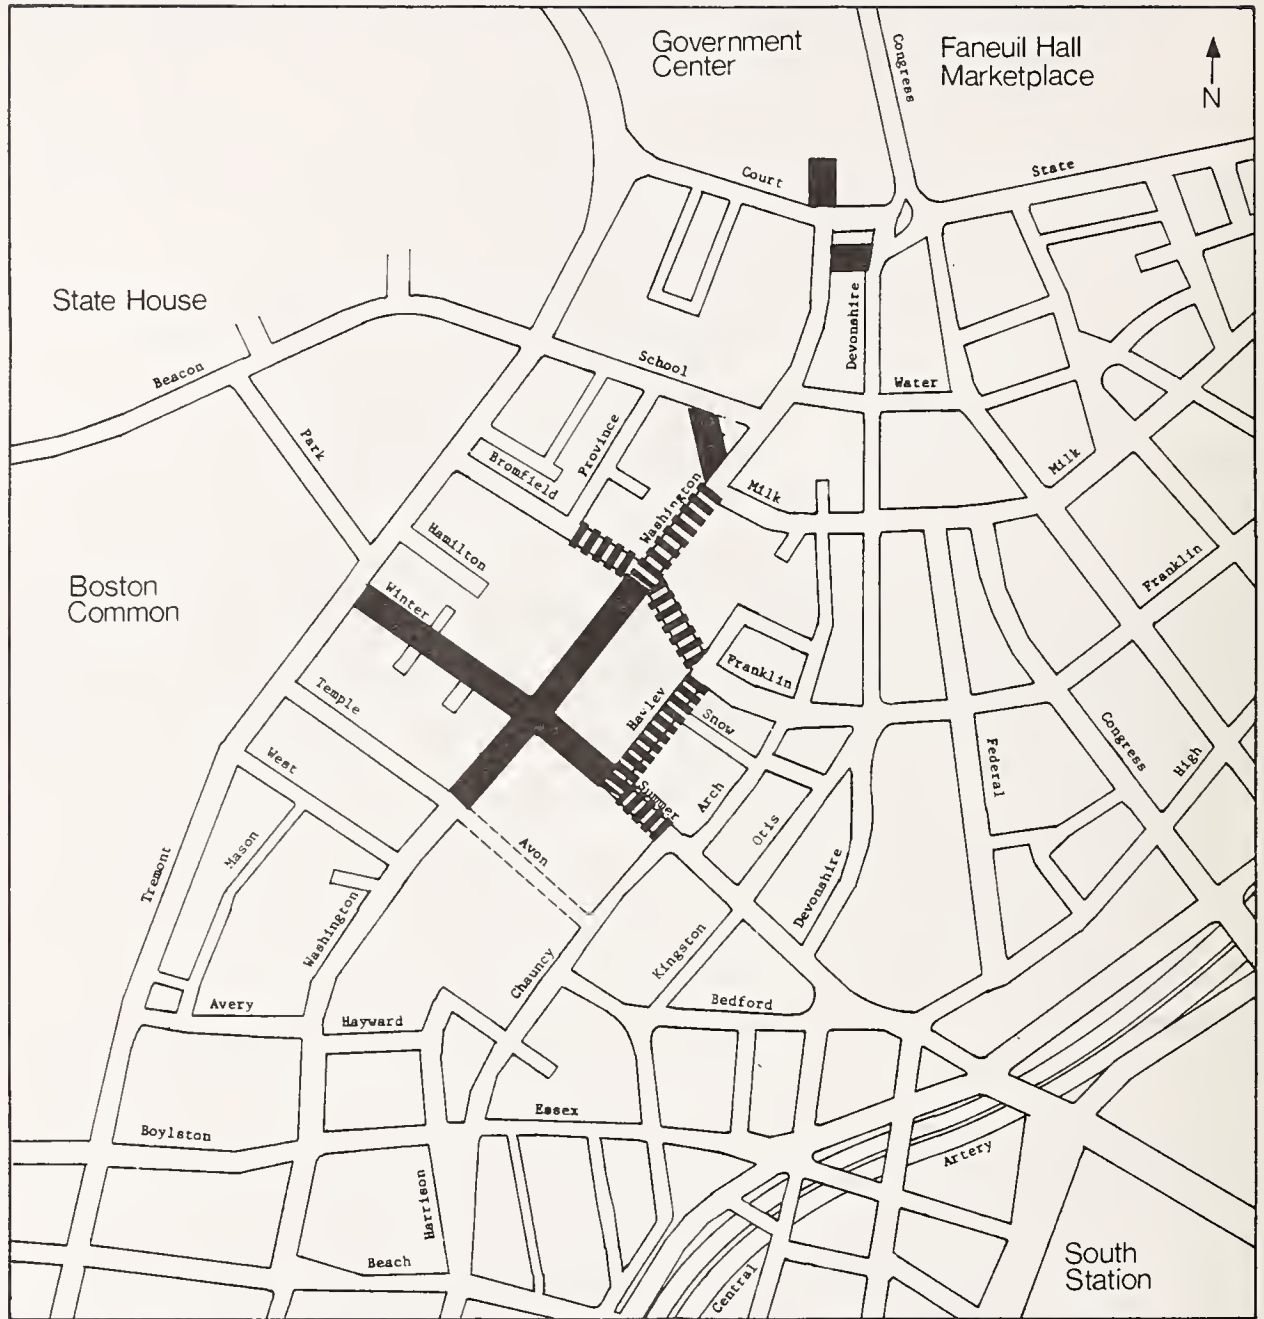 Government
Center
Faneuil Hall
Marketplace
N
Congress
Court
State
State House
Beacon
Park
School
Devonshire
Water
Province
Bromfield
Washington
Milk
Milk
Hamilton
Boston
Common
Winter
Franklin
Franklin
Temple
Hawley
Snow
West
Summer
Arch
Federal
Congress
High
Mason
Avon
Otis
Tremont
Washington
Devonshire
Chauncy
Kingston
Avery
Hayward
Bedford
Essex
Boylston
Artery
Harrison
Beach
Central
South
Station